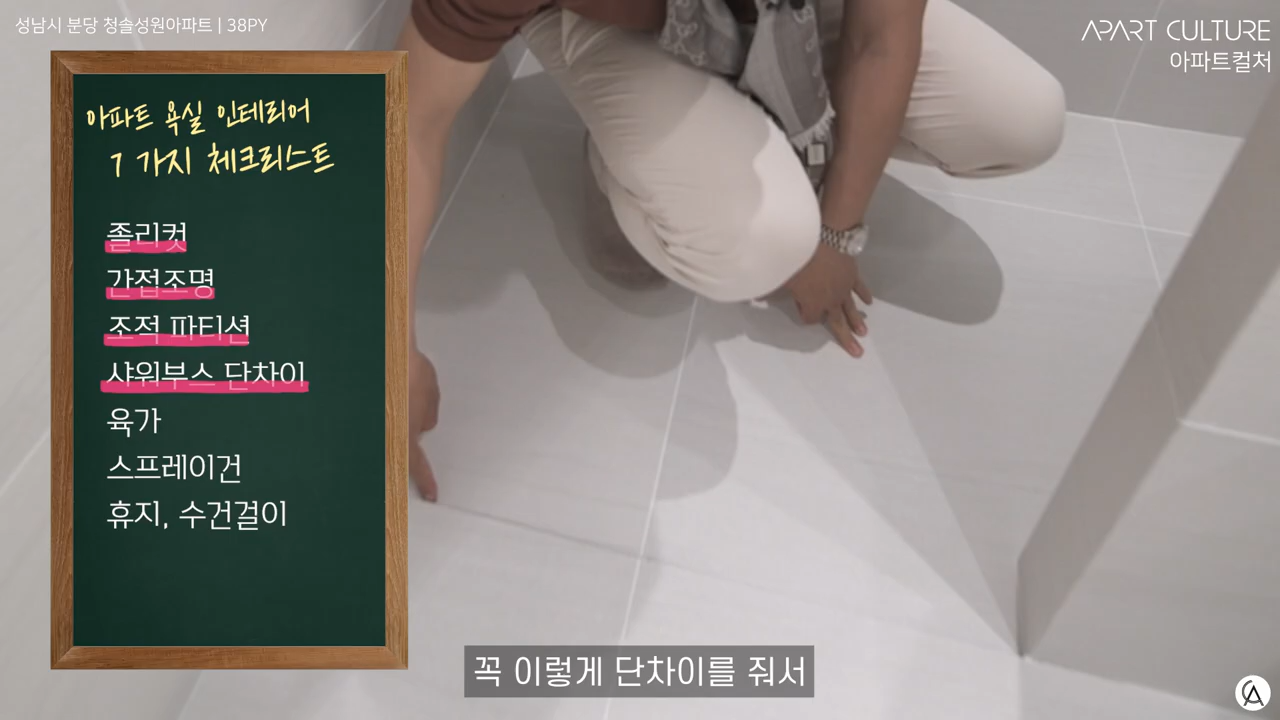 성남시 분당 청솔성원아파트 | 38PY
APART CULTURE
아파트컬처
아파트 욕실 인테리어
7 가지 체크리스트
졸리컷
간접조명
조적 파티션
샤워부스 단차이
육가
스프레이건
휴지, 수건걸이
꼭 이렇게 단차이를 줘서